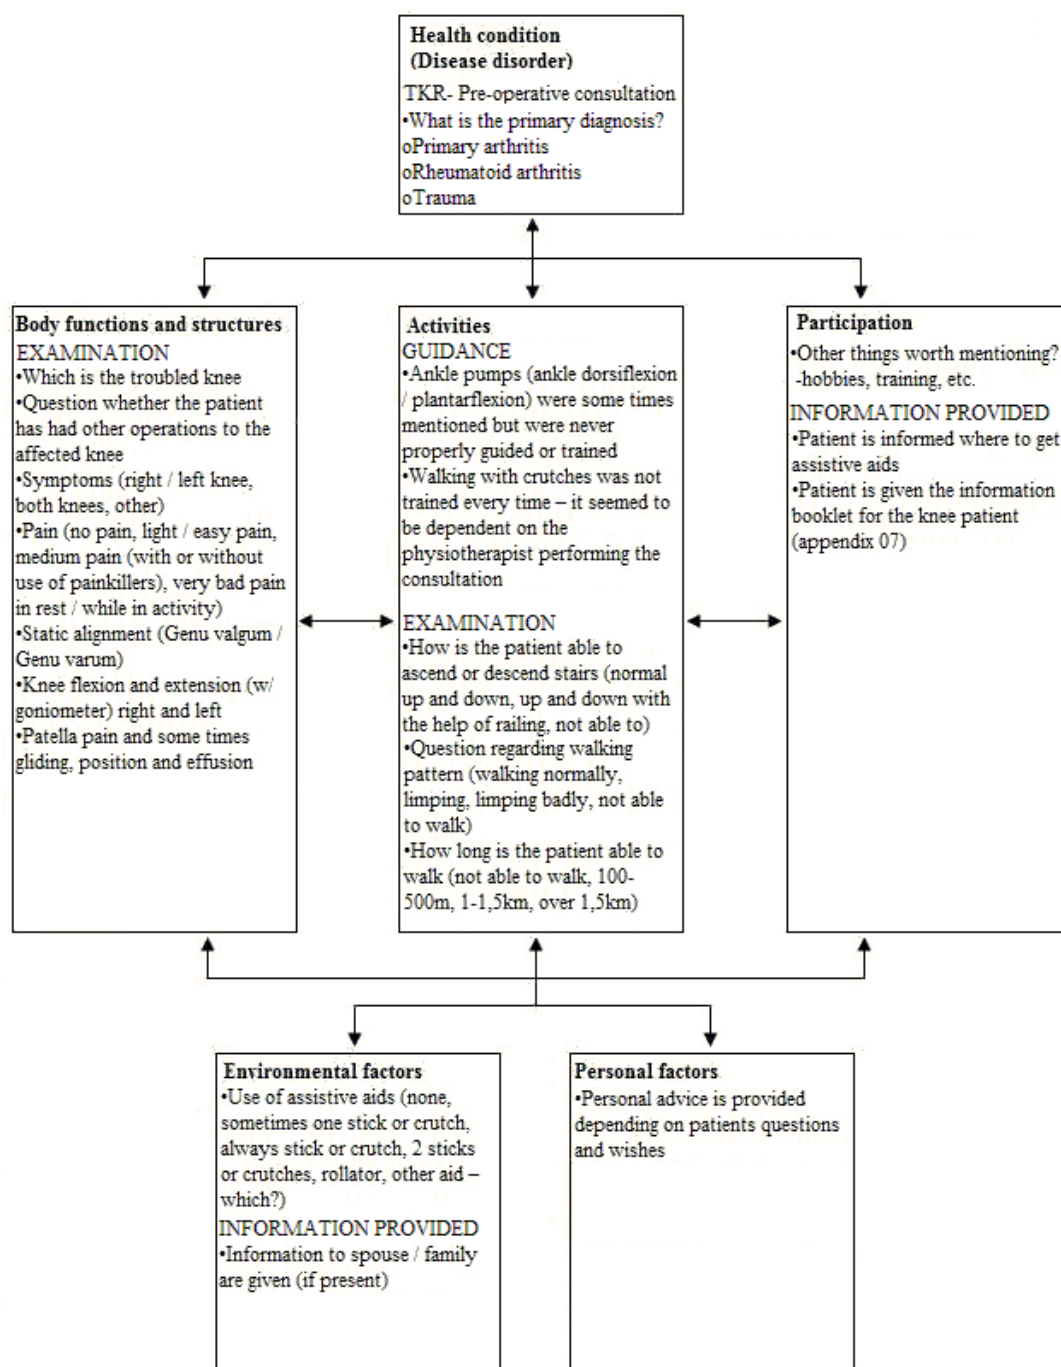 Health condition
(Disease disorder)
TKR- Pre-operative consultation
•What is the primary diagnosis?
oPrimary arthritis
oRheumatoid arthritis
oTrauma
Body functions and structures
EXAMINATION
•Which is the troubled knee
•Question whether the patient
has had other operations to the
affected knee
•Symptoms (right / left knee,
both knees, other)
•Pain (no pain, light / easy pain,
medium pain (with or without
use of painkillers), very bad pain
in rest / while in activity)
•Static alignment (Genu valgum /
Genu varum)
•Knee flexion and extension (w/
goniometer) right and left
•Patella pain and some times
gliding, position and effusion
Activities
GUIDANCE
•Ankle pumps (ankle dorsiflexion
/ plantarflexion) were some times
mentioned but were never
properly guided or trained
•Walking with crutches was not
trained every time – it seemed to
be dependent on the
physiotherapist performing the
consultation
EXAMINATION
•How is the patient able to
ascend or descend stairs (normal
up and down, up and down with
the help of railing, not able to)
•Question regarding walking
pattern (walking normally,
limping, limping badly, not able
to walk)
•How long is the patient able to
walk (not able to walk, 100-
500m, 1-1,5km, over 1,5km)
Participation
•Other things worth mentioning?
-hobbies, training, etc.
INFORMATION PROVIDED
•Patient is informed where to get
assistive aids
•Patient is given the information
booklet for the knee patient
(appendix 07)
Environmental factors
•Use of assistive aids (none,
sometimes one stick or crutch,
always stick or crutch, 2 sticks
or crutches, rollator, other aid –
which?)
INFORMATION PROVIDED
•Information to spouse / family
are given (if present)
Personal factors
•Personal advice is provided
depending on patients questions
and wishes